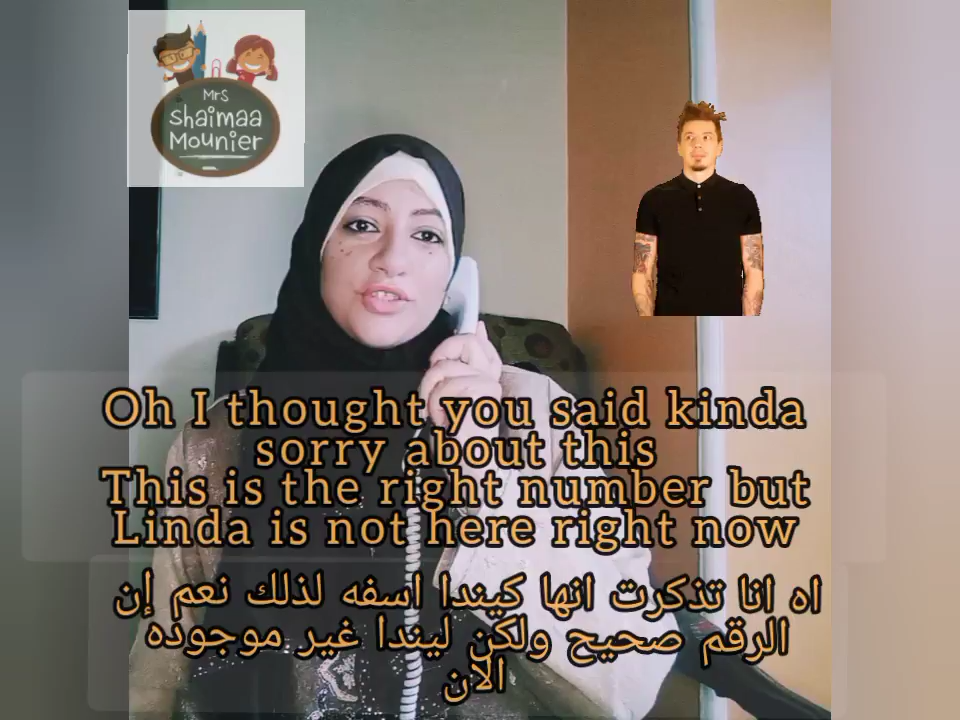 Mrs
shaimaa
Mounier
Oh I thought you said kinda
sorry about this
This is the right number but
Linda is not here right now
اه انا تذكرت انها كيندا اسفه لذلك نعم إن
الرقم صحيح ولكن ليندا غير موجوده
الان